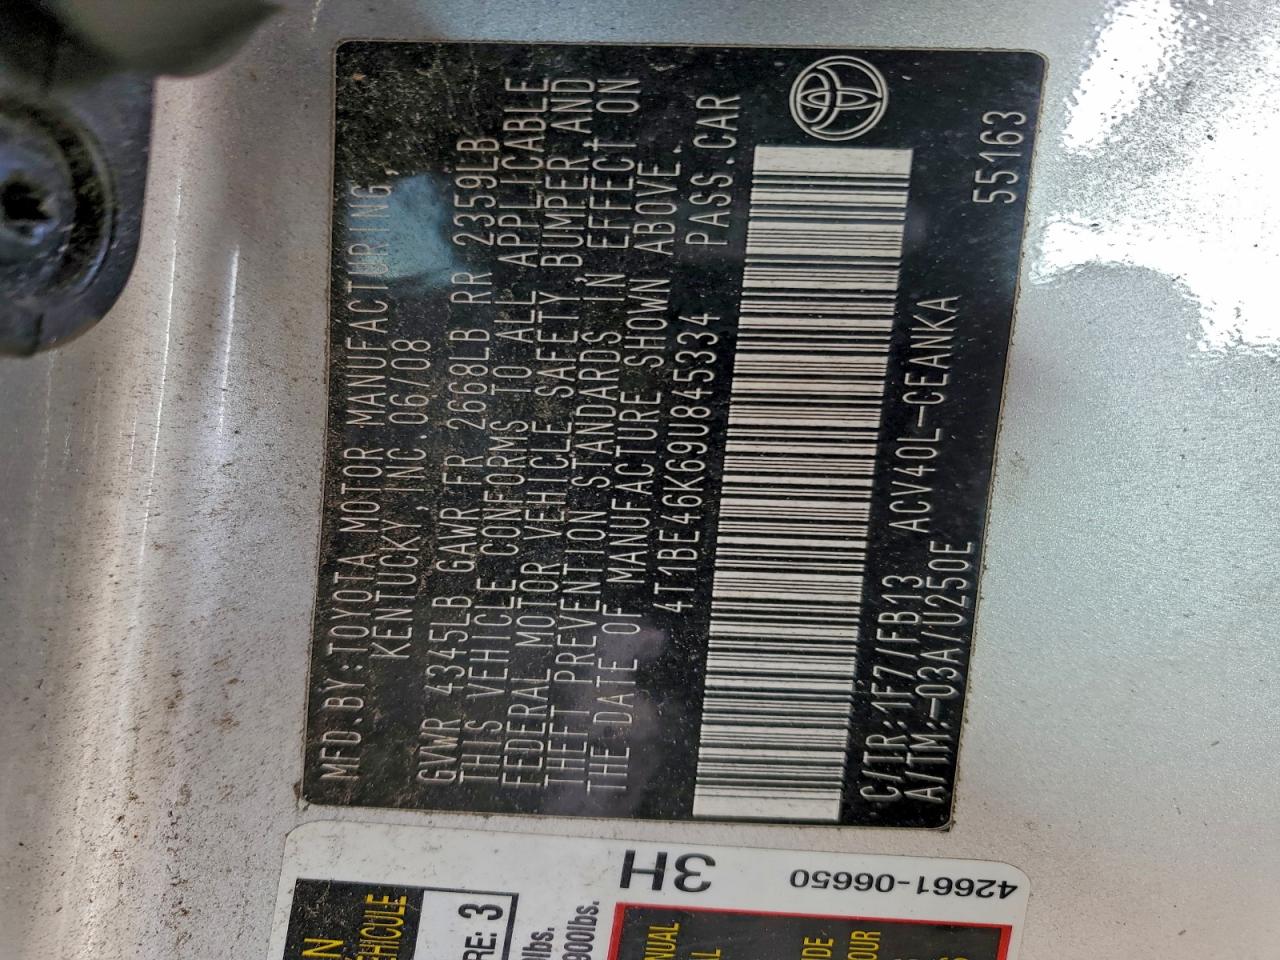 MFD.BY:TOYOTA MOTOR MANUFACTURING,
KENTUCKY,INC.06/08
GVWR 4345LB GAWR FR 2668LB RR 2359LB
THIS VEHICLE CONFORMS TO ALL APPLICABLE
FEDERAL MOTOR VEHICLE SAFETY,BUMPER,AND
THEFT PREVENTION STANDARDS IN EFFECT ON
THE DATE OF MANUFACTURE SHOWN ABOVE.
4T1BE46K69U845334 PASS.CAR
C/TR:1F7/FB13 ACV40L-CEANKA
A/TM:-03A/U250E 55163
3H
42661-06650
RE: 3